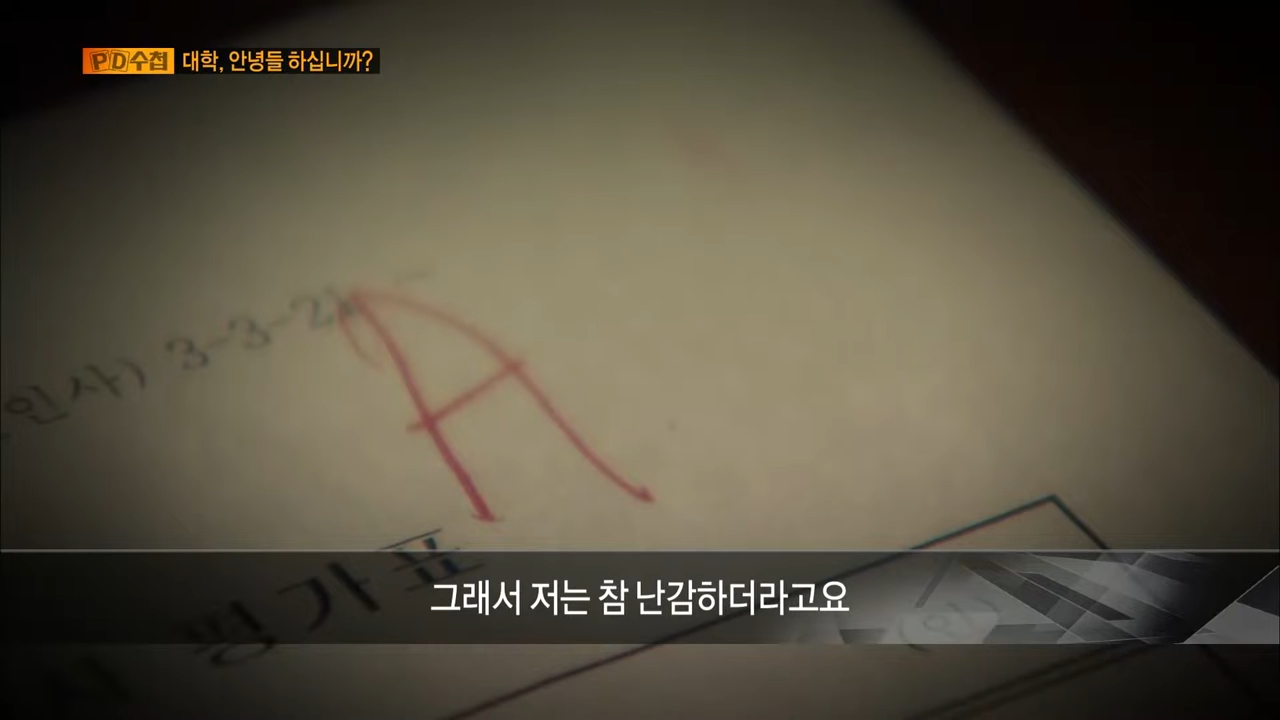 PD수첩 대학, 안녕들 하십니까?
인사) 3-3-2)
A
평가표
(인)
그래서 저는 참 난감하더라고요